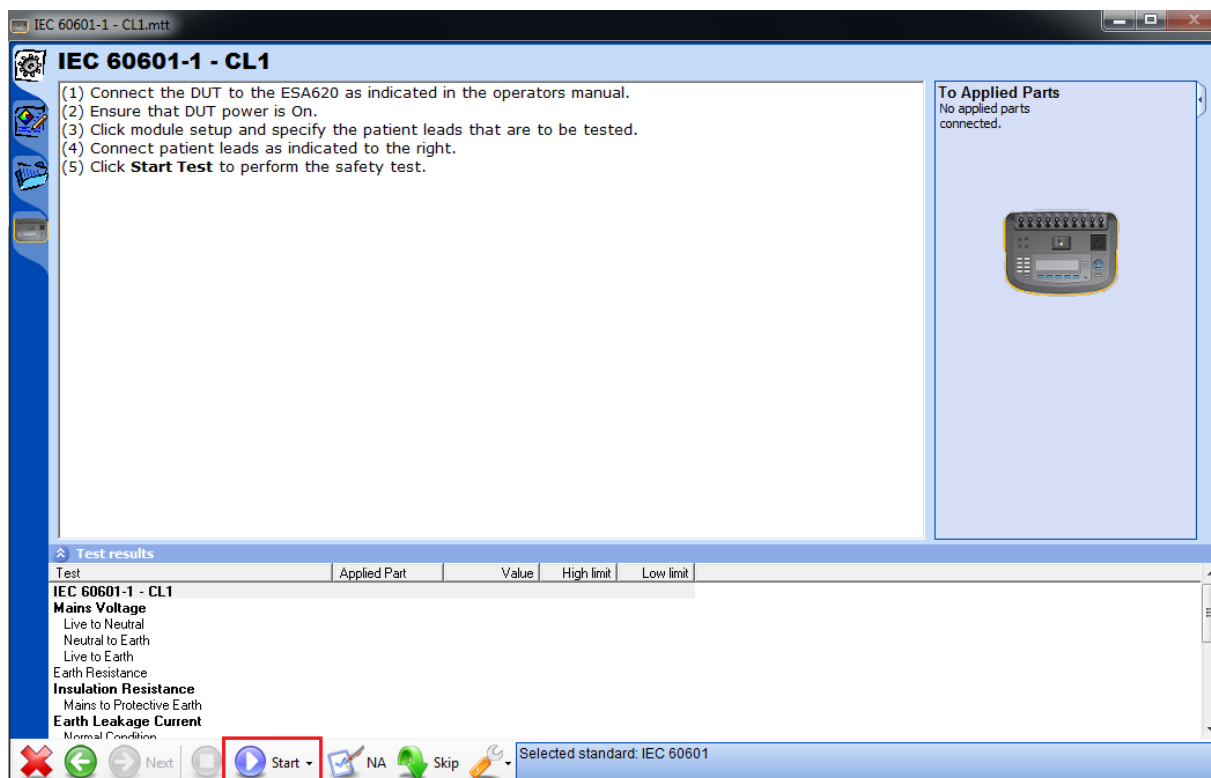 IEC 60601-1 - CL1.mtt
IEC 60601-1 - CL1
(1) Connect the DUT to the ESA620 as indicated in the operators manual.
(2) Ensure that DUT power is On.
(3) Click module setup and specify the patient leads that are to be tested.
(4) Connect patient leads as indicated to the right.
(5) Click Start Test to perform the safety test.
To Applied Parts
No applied parts
connected.
Test results
Test Applied Part Value High limit Low limit
IEC 60601-1 - CL1
Mains Voltage
Live to Neutral
Neutral to Earth
Live to Earth
Earth Resistance
Insulation Resistance
Mains to Protective Earth
Earth Leakage Current
Normal Condition
Next Start NA Skip Selected standard: IEC 60601